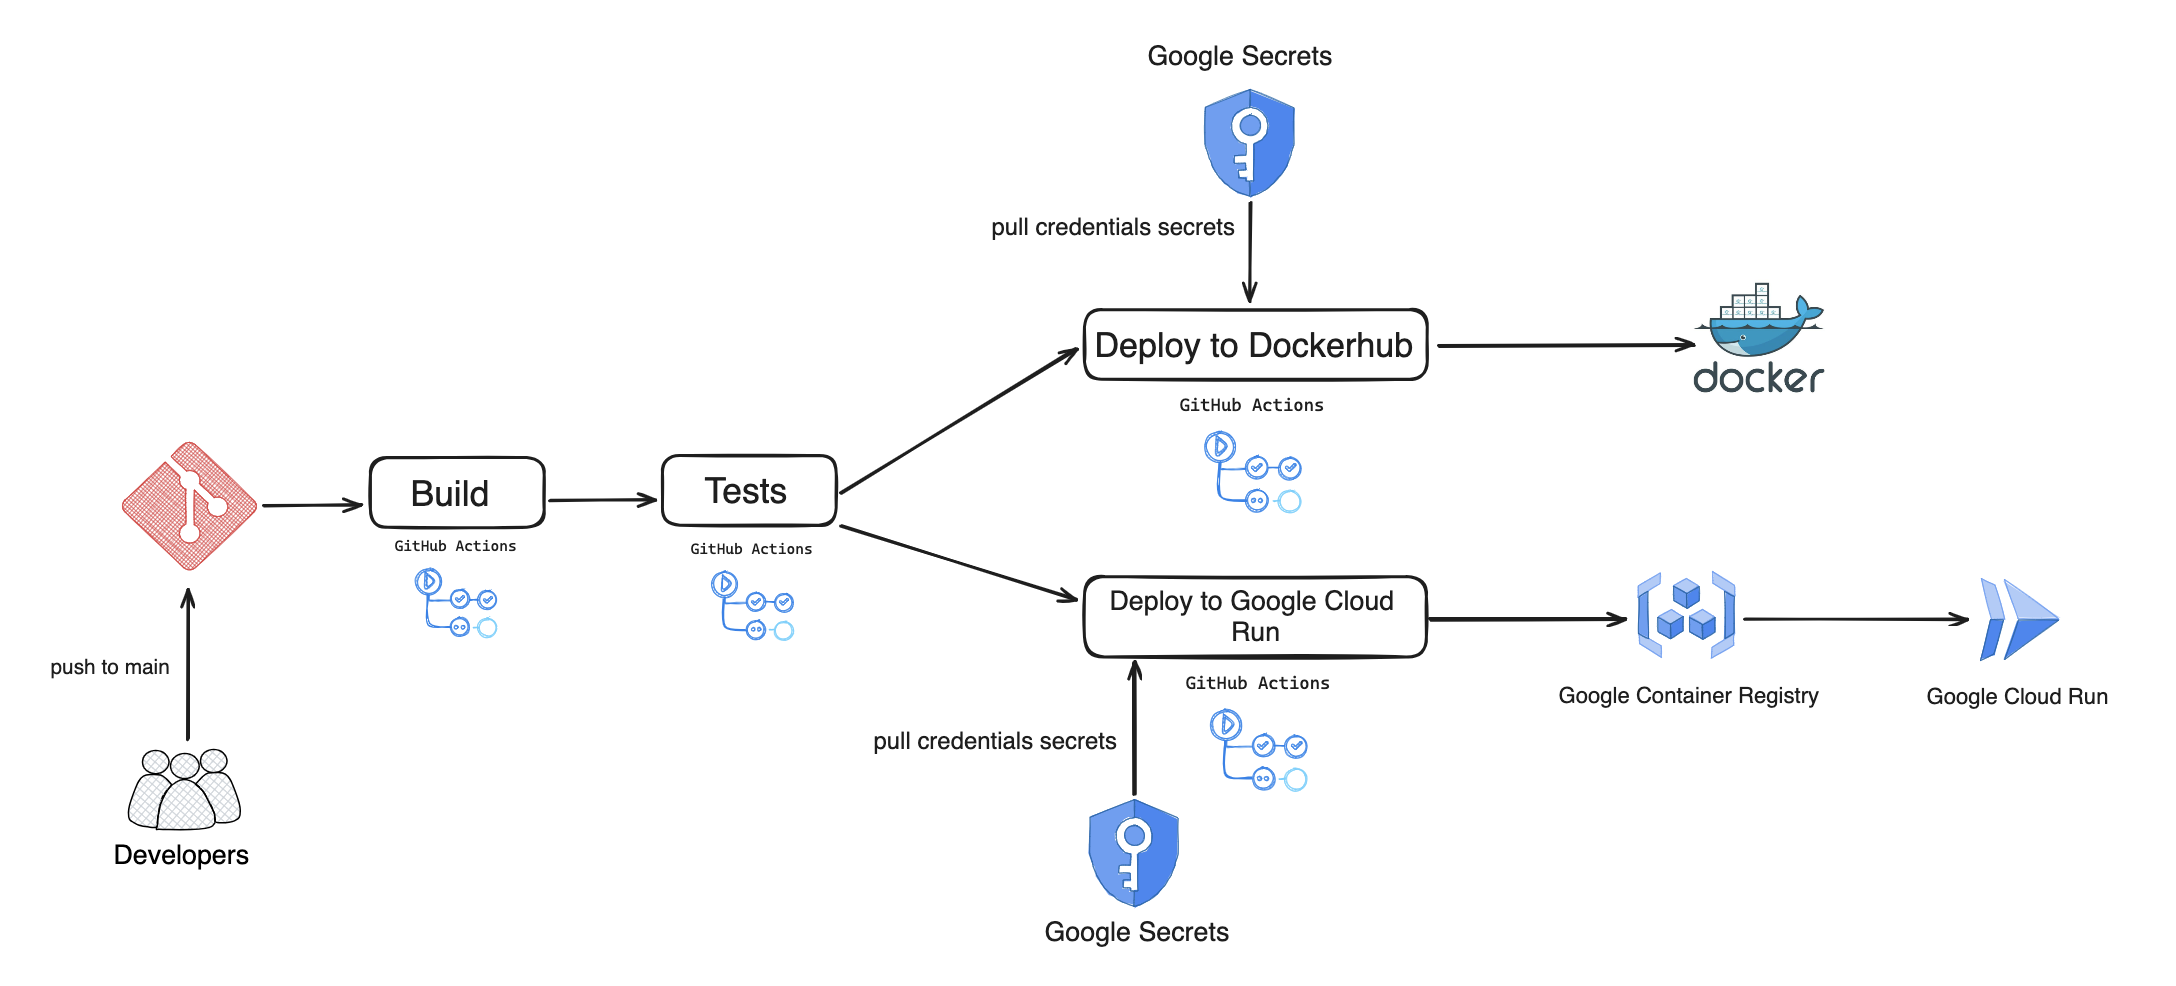 Google Secrets
pull credentials secrets
Deploy to Dockerhub
GitHub Actions
docker
Build
GitHub Actions
Tests
GitHub Actions
Deploy to Google Cloud
Run
GitHub Actions
push to main
Developers
pull credentials secrets
Google Secrets
Google Container Registry
Google Cloud Run